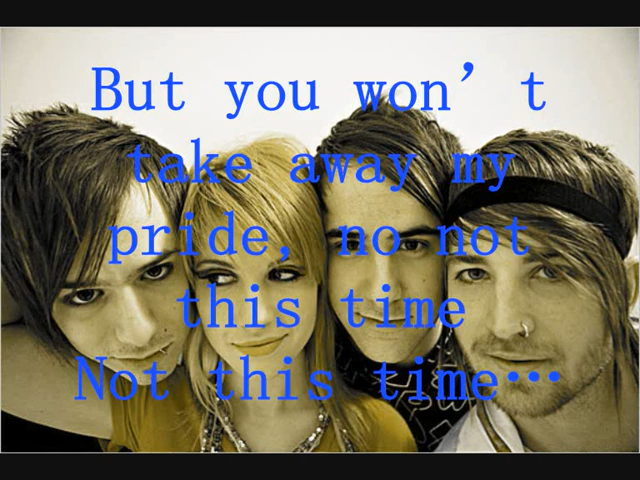 But you won’t
take away my
pride, no not
this time
Not this time…